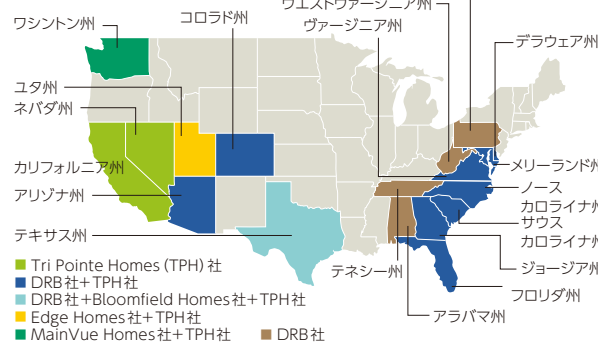 ウエストヴァージニア州
コロラド州
ワシントン州
ヴァージニア州
デラウェア州
ユタ州
ネバダ州
カリフォルニア州
メリーランド州
アリゾナ州
ノース
カロライナ州
サウス
カロライナ州
テキサス州
テネシー州
ジョージア州
フロリダ州
アラバマ州
Tri Pointe Homes (TPH) 社
DRB社＋TPH社
DRB社＋Bloomfield Homes社＋TPH社
Edge Homes社＋TPH社
MainVue Homes社＋TPH社
DRB社